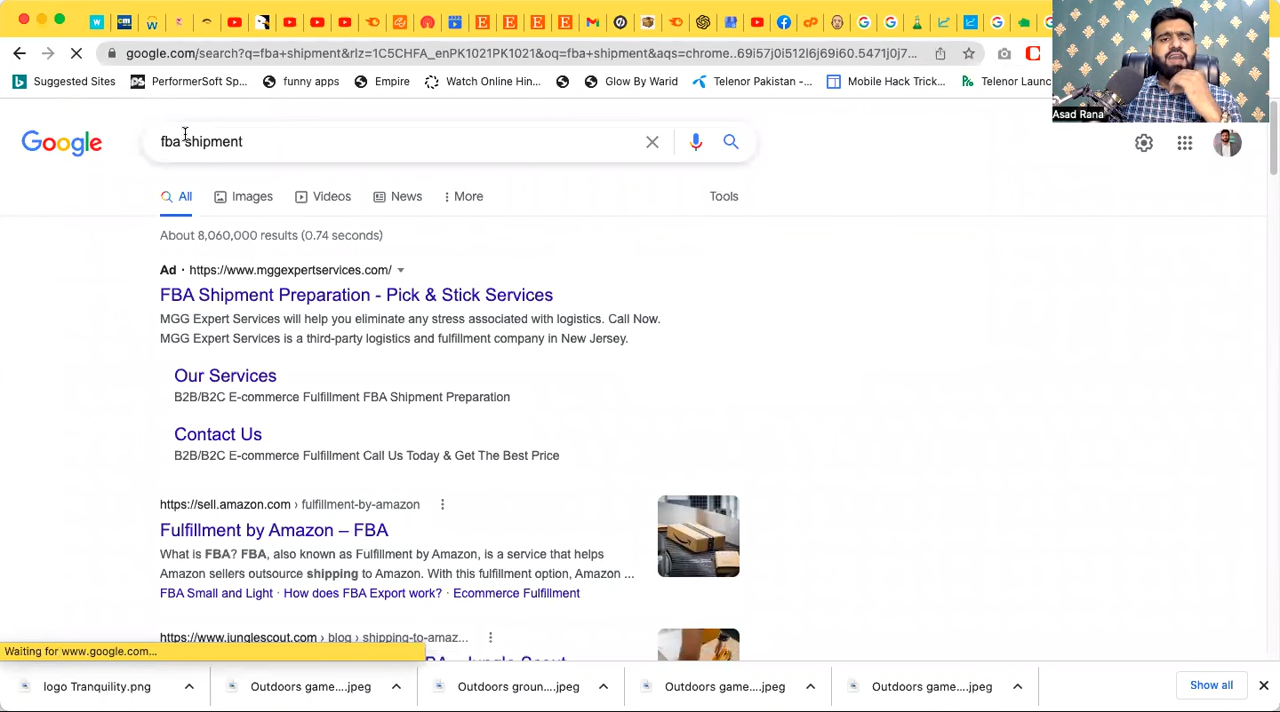 google.com/search?q=fba+shipment&rlz=1C5CHFA_enPK1021PK1021&oq=fba+shipment&aqs=chrome..69i57j0i512l6j69i60.5471j0j7...
Suggested Sites
PerformerSoft Sp...
funny apps
Empire
Watch Online Hin...
Glow By Warid
Telenor Pakistan -...
Mobile Hack Trick...
Telenor Launc
Asad Rana
Google
fba shipment
All
Images
Videos
News
More
Tools
About 8,060,000 results (0.74 seconds)
Ad · https://www.mggexpertservices.com/
FBA Shipment Preparation - Pick & Stick Services
MGG Expert Services will help you eliminate any stress associated with logistics. Call Now.
MGG Expert Services is a third-party logistics and fulfillment company in New Jersey.
Our Services
B2B/B2C E-commerce Fulfillment FBA Shipment Preparation
Contact Us
B2B/B2C E-commerce Fulfillment Call Us Today & Get The Best Price
https://sell.amazon.com › fulfillment-by-amazon
Fulfillment by Amazon – FBA
What is FBA? FBA, also known as Fulfillment by Amazon, is a service that helps
Amazon sellers outsource shipping to Amazon. With this fulfillment option, Amazon ...
FBA Small and Light · How does FBA Export work? · Ecommerce Fulfillment
https://www.junglescout.com › blog › shipping-to-amaz...
Waiting for www.google.com...
logo Tranquility.png
Outdoors game....jpeg
Outdoors groun....jpeg
Outdoors game....jpeg
Outdoors game....jpeg
Show all